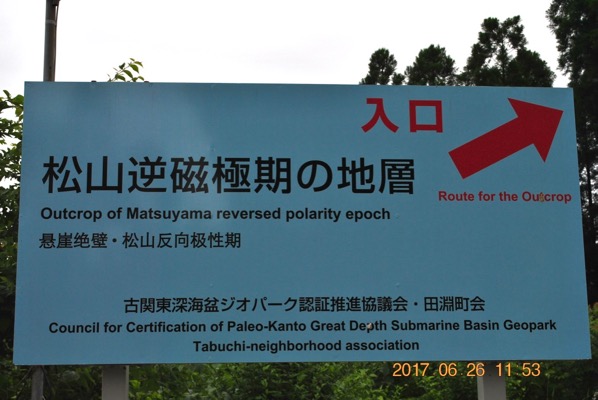 入口
松山逆磁極期の地層
Route for the Outcrop
Outcrop of Matsuyama reversed polarity epoch
悬崖绝壁・松山反向极性期
古関東深海盆ジオパーク認証推進協議会・田淵町会
Council for Certification of Paleo-Kanto Great Depth Submarine Basin Geopark
Tabuchi-neighborhood association
2017 06 26 11 53